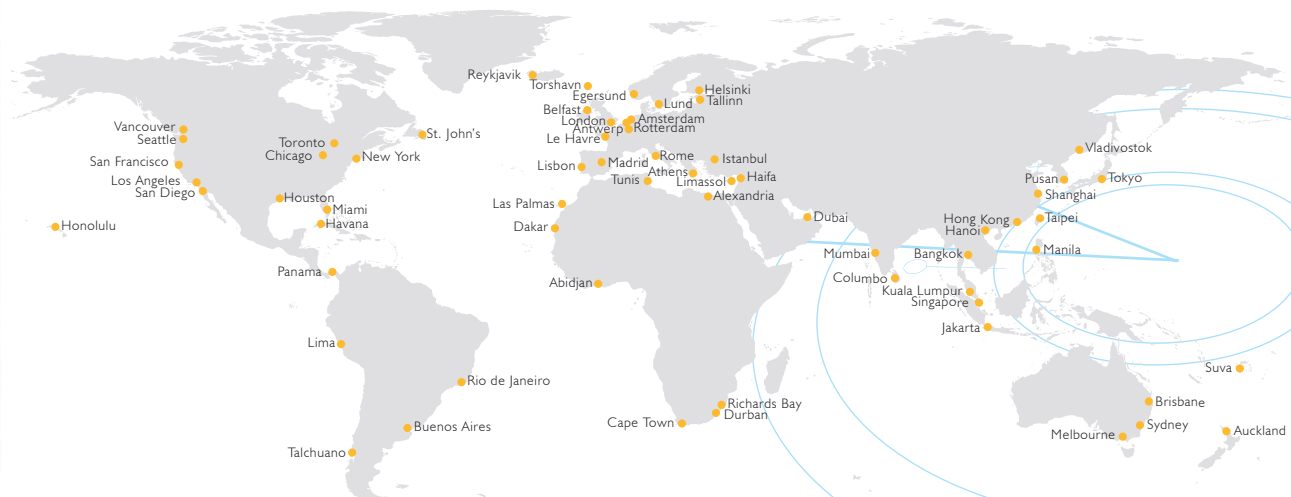 Reykjavik
Torshavn
Helsinki
Egersund
Tallinn
Lund
Belfast
London
Amsterdam
Antwerp
Rotterdam
Le Havre
Vancouver
Seattle
St. John's
Toronto
Chicago
New York
San Francisco
Los Angeles
San Diego
Houston
Miami
Havana
Honolulu
Panama
Lima
Rio de Janeiro
Buenos Aires
Talchuano
Lisbon
Madrid
Rome
Istanbul
Athens
Tunis
Limassol
Haifa
Alexandria
Las Palmas
Dakar
Abidjan
Dubai
Richards Bay
Durban
Cape Town
Vladivostok
Pusan
Tokyo
Shanghai
Hong Kong
Taipei
Hanoi
Mumbai
Bangkok
Manila
Columbo
Kuala Lumpur
Singapore
Jakarta
Suva
Brisbane
Sydney
Melbourne
Auckland